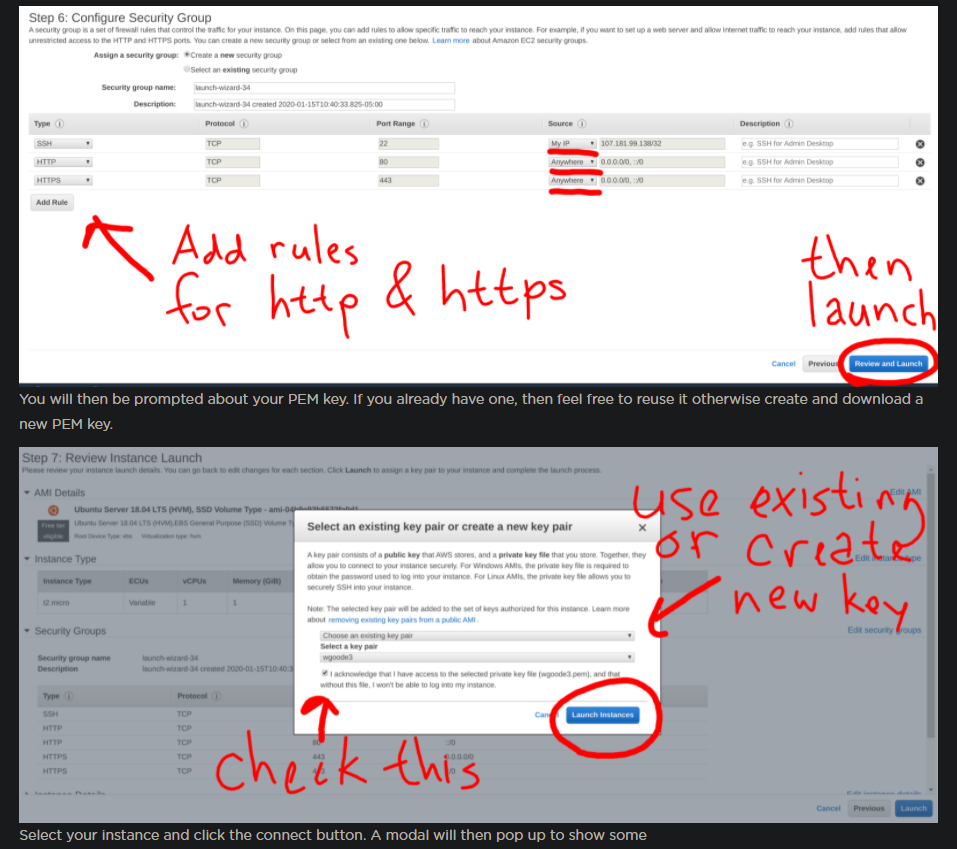 Step 6: Configure Security Group
A security group is a set of firewall rules that control the traffic for your instance. On this page, you can add rules to allow specific traffic to reach your instance. For example, if you want to set up a web server and allow Internet traffic to reach your instance, add rules that allow
unrestricted access to the HTTP and HTTPS ports. You can create a new security group or select from an existing one below. Learn more about Amazon EC2 security groups.
Assign a security group: Create a new security group
Select an existing security group
Security group name: launch-wizard-34
Description: launch-wizard-34 created 2020-01-15T10:40:33.825-05:00
Type Protocol Port Range Source Description
SSH TCP 22 My IP 107.181.99.138/32 e.g. SSH for Admin Desktop
HTTP TCP 80 Anywhere 0.0.0.0/0, ::/0 e.g. SSH for Admin Desktop
HTTPS TCP 443 Anywhere 0.0.0.0/0, ::/0 e.g. SSH for Admin Desktop
Add Rule
Add rules
for http & https
then
launch
Cancel Previous Review and Launch
You will then be prompted about your PEM key. If you already have one, then feel free to reuse it otherwise create and download a
new PEM key.
Step 7: Review Instance Launch
Please review your instance launch details. You can go back to edit changes for each section. Click Launch to assign a key pair to your instance and complete the launch process.
AMI Details Edit AMI
Ubuntu Server 18.04 LTS (HVM), SSD Volume Type
Free tier
eligible
Ubuntu Server 18.04 LTS (HVM),EBS General Purpose (SSD) Volume
Root Device Type: ebs Virtualization type: hvm
Instance Type Edit instance type
Instance Type ECUs vCPUs Memory (GiB)
t2.micro Variable 1 1
Security Groups Edit security groups
Security group name launch-wizard-34
Description launch-wizard-34 created 2020-01-15T10:40:3
Type Protocol
SSH TCP
HTTP TCP
HTTP TCP 80 ::/0
HTTPS TCP 443 0.0.0.0/0
HTTPS TCP
Select an existing key pair or create a new key pair
A key pair consists of a public key that AWS stores, and a private key file that you store. Together, they
allow you to connect to your instance securely. For Windows AMIs, the private key file is required to
obtain the password used to log into your instance. For Linux AMIs, the private key file allows you to
securely SSH into your instance.
Note: The selected key pair will be added to the set of keys authorized for this instance. Learn more
about removing existing key pairs from a public AMI .
Choose an existing key pair
Select a key pair
wgoode3
I acknowledge that I have access to the selected private key file (wgoode3.pem), and that
without this file, I won't be able to log into my instance.
Launch Instances
use existing
or create
new key
check this
Cancel Previous Launch
Select your instance and click the connect button. A modal will then pop up to show some